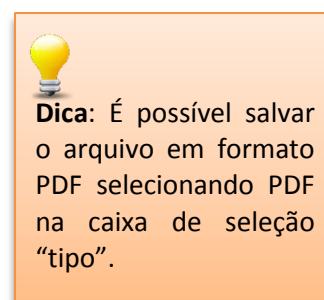 Dica: É possível salvar
o arquivo em formato
PDF selecionando PDF
na caixa de seleção
“tipo”.